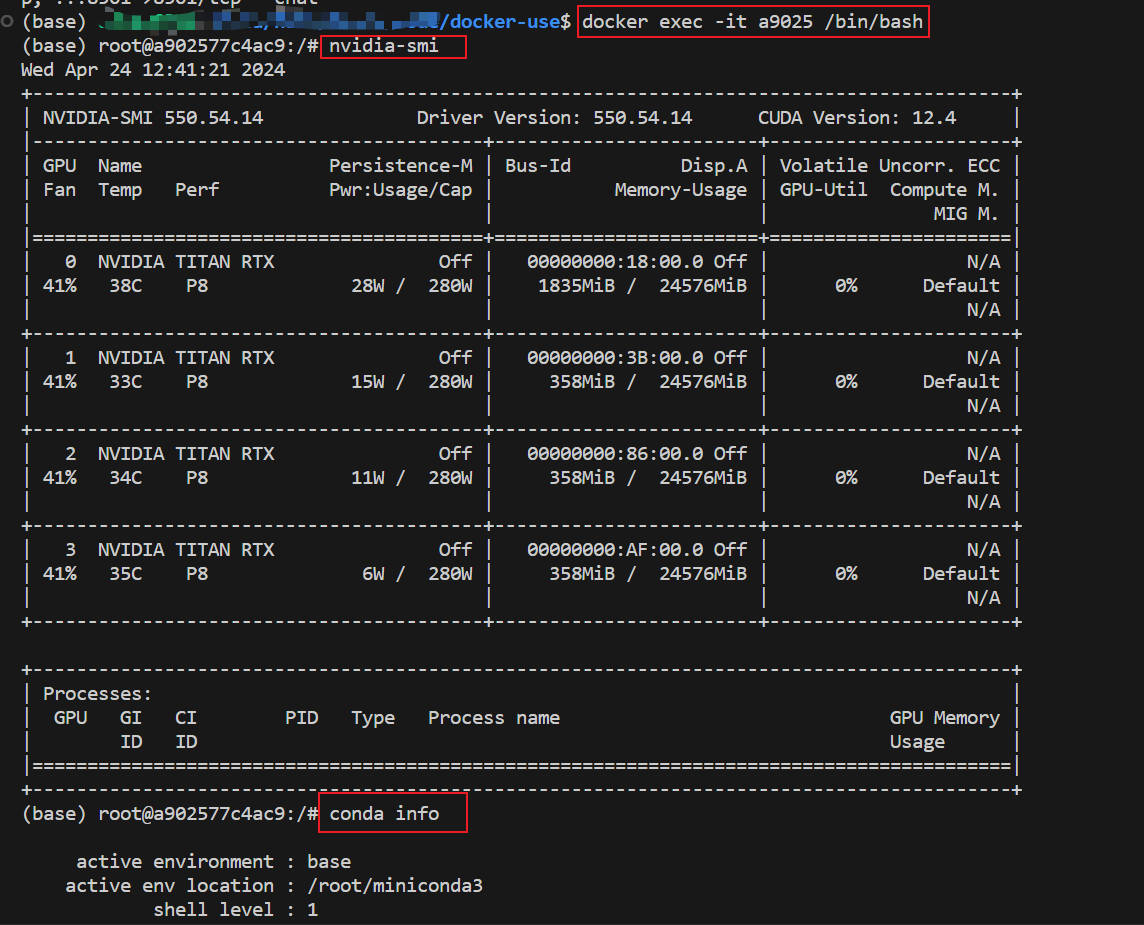 (base) /docker-use$ docker exec -it a9025 /bin/bash
(base) root@a902577c4ac9:/# nvidia-smi
Wed Apr 24 12:41:21 2024
+-----------------------------------------------------------------------------------------+
| NVIDIA-SMI 550.54.14              Driver Version: 550.54.14      CUDA Version: 12.4     |
|-----------------------------------------+------------------------+----------------------+
| GPU  Name                 Persistence-M | Bus-Id          Disp.A | Volatile Uncorr. ECC |
| Fan  Temp   Perf          Pwr:Usage/Cap |           Memory-Usage | GPU-Util  Compute M. |
|                                         |                        |               MIG M. |
|=========================================+========================+======================|
|   0  NVIDIA TITAN RTX               Off |   00000000:18:00.0 Off |                  N/A |
| 41%   38C    P8             28W /  280W |    1835MiB /  24576MiB |      0%      Default |
|                                         |                        |                  N/A |
+-----------------------------------------+------------------------+----------------------+
|   1  NVIDIA TITAN RTX               Off |   00000000:3B:00.0 Off |                  N/A |
| 41%   33C    P8             15W /  280W |     358MiB /  24576MiB |      0%      Default |
|                                         |                        |                  N/A |
+-----------------------------------------+------------------------+----------------------+
|   2  NVIDIA TITAN RTX               Off |   00000000:86:00.0 Off |                  N/A |
| 41%   34C    P8             11W /  280W |     358MiB /  24576MiB |      0%      Default |
|                                         |                        |                  N/A |
+-----------------------------------------+------------------------+----------------------+
|   3  NVIDIA TITAN RTX               Off |   00000000:AF:00.0 Off |                  N/A |
| 41%   35C    P8              6W /  280W |     358MiB /  24576MiB |      0%      Default |
|                                         |                        |                  N/A |
+-----------------------------------------+------------------------+----------------------+
+-----------------------------------------------------------------------------------------+
| Processes:                                                                              |
|  GPU   GI   CI        PID   Type   Process name                              GPU Memory |
|        ID   ID                                                               Usage      |
|=========================================================================================|
+-----------------------------------------------------------------------------------------+
(base) root@a902577c4ac9:/# conda info
active environment : base
active env location : /root/miniconda3
shell level : 1